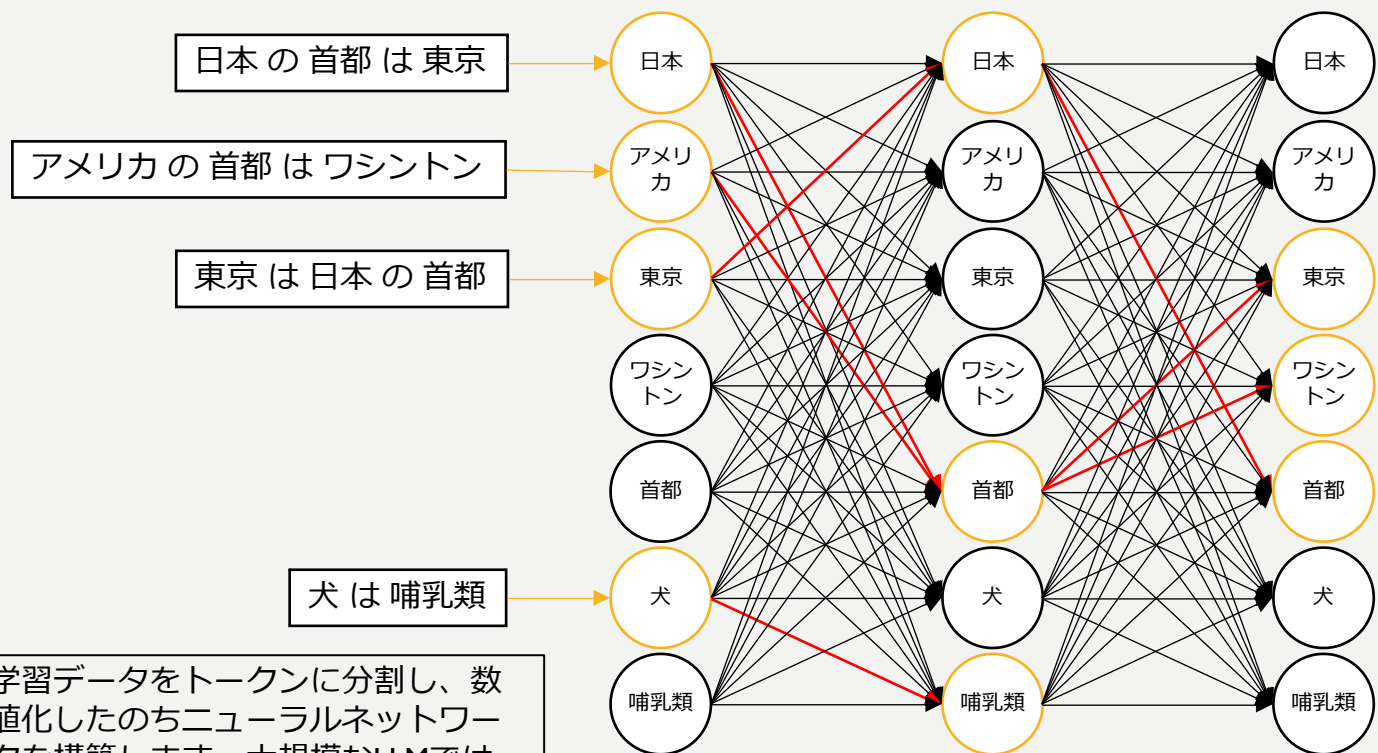 日本 の 首都 は 東京
アメリカ の 首都 は ワシントン
東京 は 日本 の 首都
犬 は 哺乳類
学習データをトークンに分割し、数
値化したのちニューラルネットワー
日本
アメリ
カ
東京
ワシン
トン
首都
犬
哺乳類
日本
アメリ
カ
東京
ワシン
トン
首都
犬
哺乳類
日本
アメリ
カ
東京
ワシン
トン
首都
犬
哺乳類